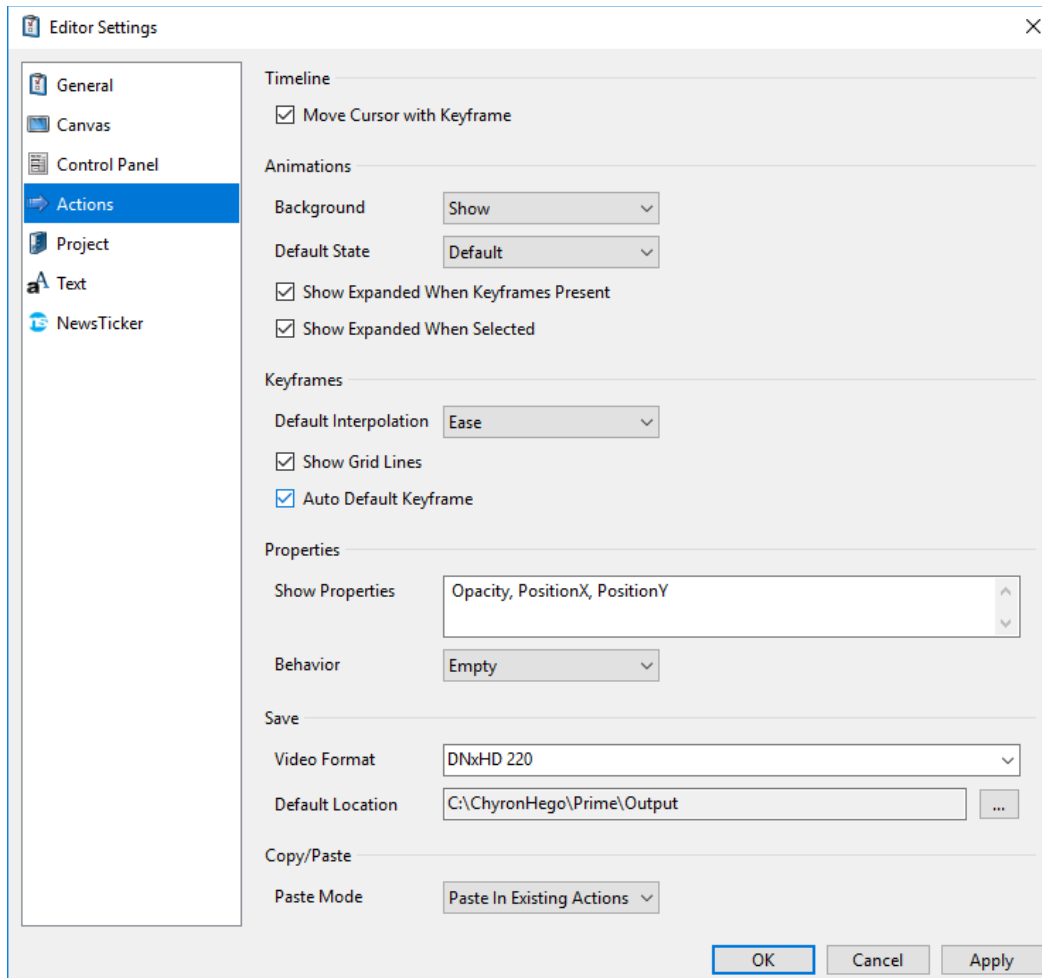 Editor Settings
General
Canvas
Control Panel
Actions
Project
Text
NewsTicker
Timeline
Move Cursor with Keyframe
Animations
Background Show
Default State Default
Show Expanded When Keyframes Present
Show Expanded When Selected
Keyframes
Default Interpolation Ease
Show Grid Lines
Auto Default Keyframe
Properties
Show Properties Opacity, PositionX, PositionY
Behavior Empty
Save
Video Format DNxHD 220
Default Location C:\ChyronHego\Prime\Output ...
Copy/Paste
Paste Mode Paste In Existing Actions
OK Cancel Apply